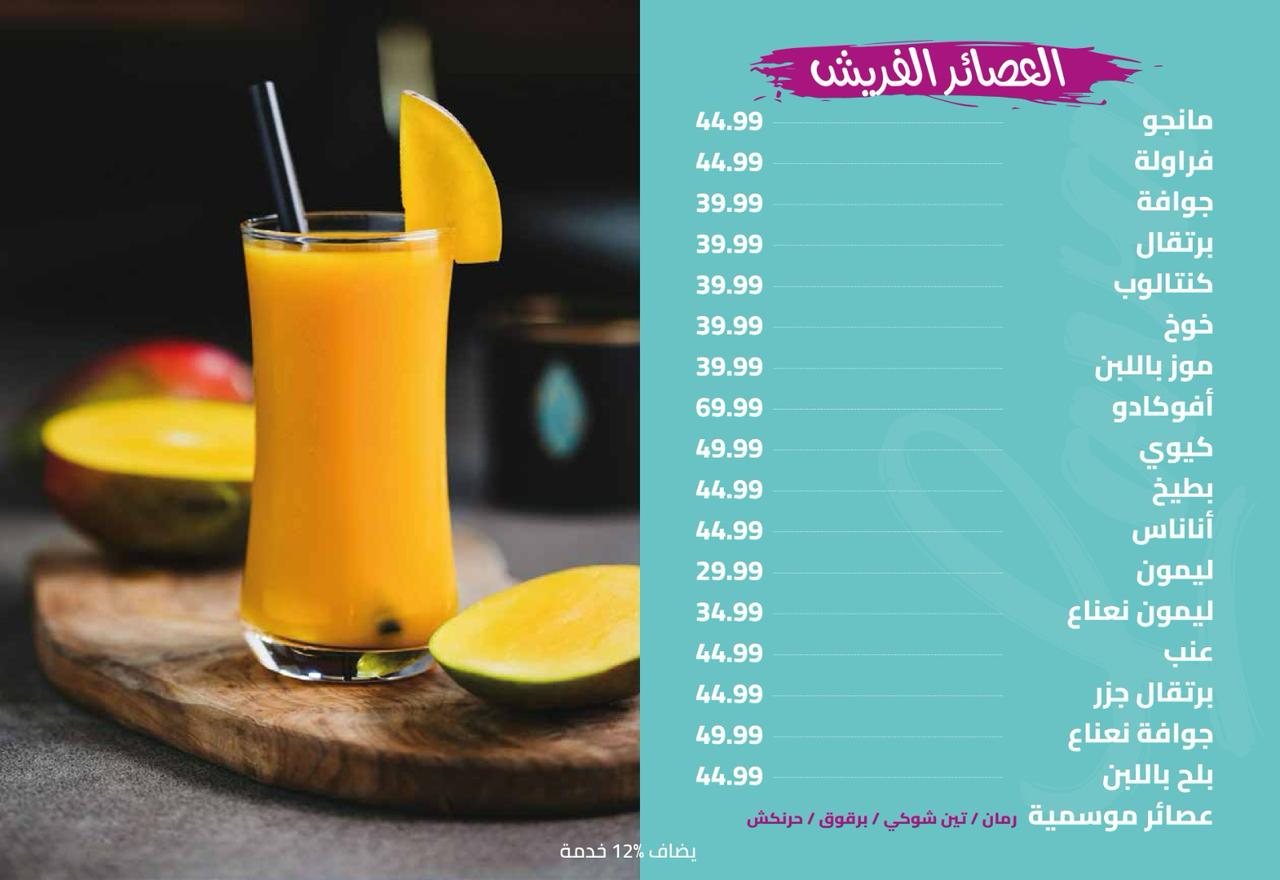 العصائر الفريش
مانجو 44.99
فراولة 44.99
جوافة 39.99
برتقال 39.99
كنتالوب 39.99
خوخ 39.99
موز باللبن 39.99
أفوكادو 69.99
كيوي 49.99
بطيخ 44.99
أناناس 44.99
ليمون 29.99
ليمون نعناع 34.99
عنب 44.99
برتقال جزر 44.99
جوافة نعناع 49.99
بلح باللبن 44.99
عصائر موسمية رمان / تين شوكي / برقوق / حرنكش
يضاف 12% خدمة